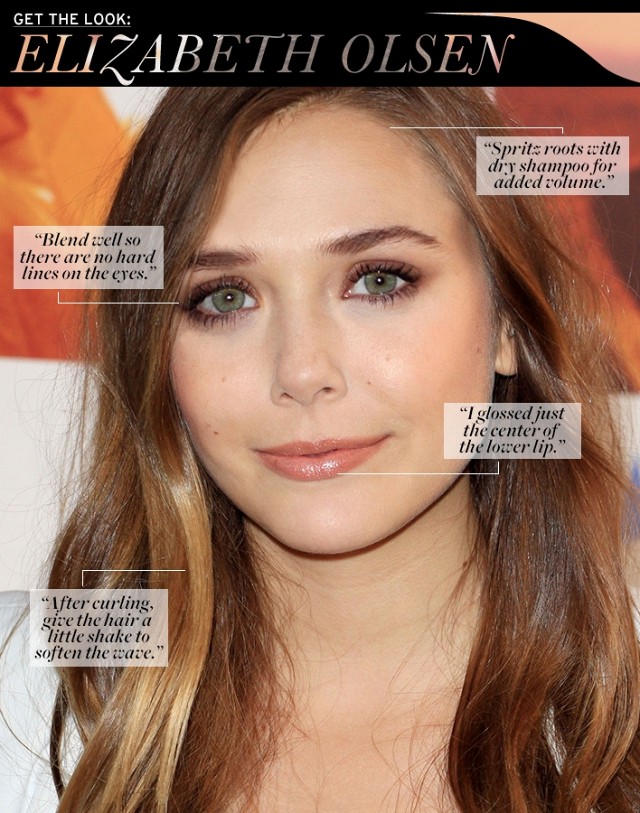 GET THE LOOK:
ELIZABETH OLSEN
“Spritz roots with
dry shampoo for
added volume.”
“Blend well so
there are no hard
lines on the eyes.”
“I glossed just
the center of
the lower lip.”
“After curling,
give the hair a
little shake to
soften the wave.”